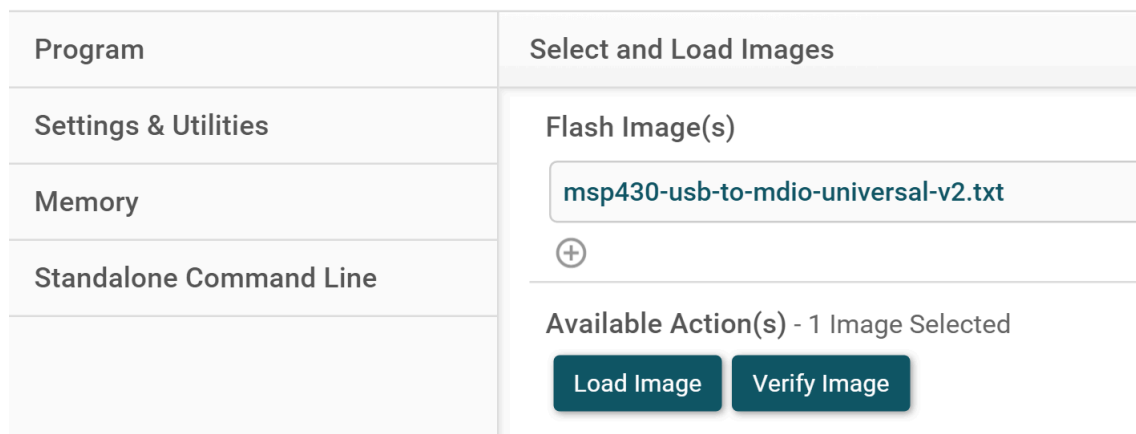 Program
Settings & Utilities
Memory
Standalone Command Line
Select and Load Images
Flash Image(s)
msp430-usb-to-mdio-universal-v2.txt
Available Action(s) - 1 Image Selected
Load Image
Verify Image